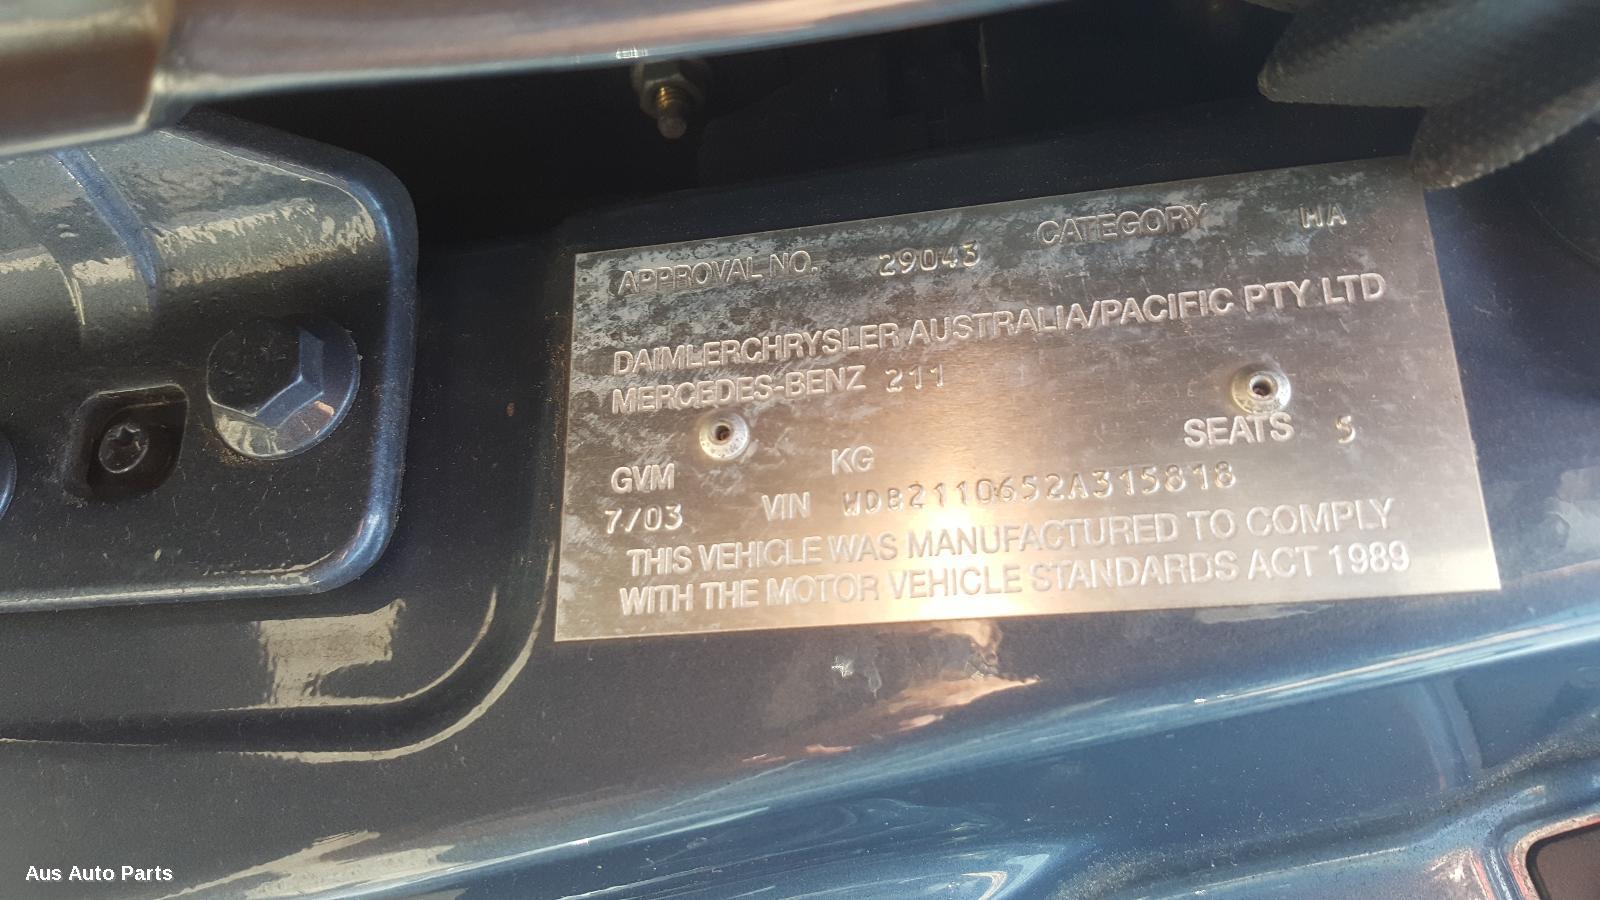 APPROVAL NO. 29043 CATEGORY HA
DAIMLERCHRYSLER AUSTRALIA/PACIFIC PTY LTD
MERCEDES-BENZ 211
GVM KG SEATS 5
7/03 VIN WDB2110652A315818
THIS VEHICLE WAS MANUFACTURED TO COMPLY
WITH THE MOTOR VEHICLE STANDARDS ACT 1989
Aus Auto Parts